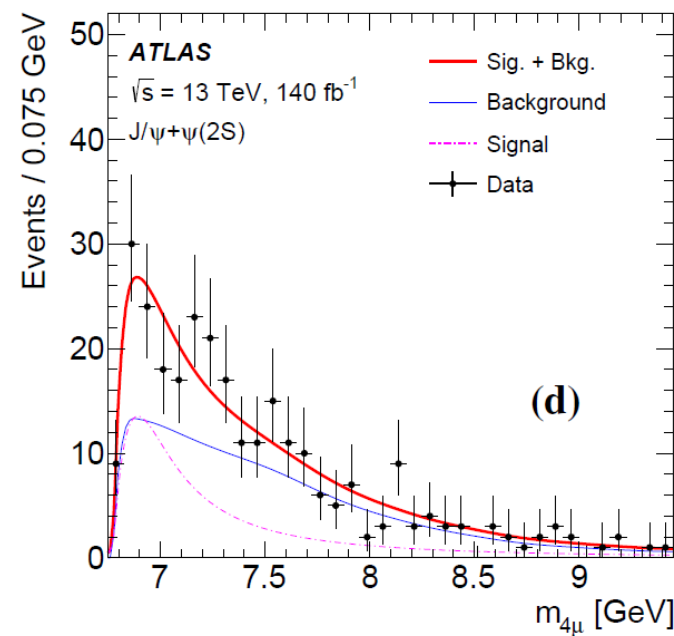 ATLAS
√s = 13 TeV, 140 fb⁻¹
J/ψ+ψ(2S)
Sig. + Bkg.
Background
Signal
Data
(d)
Events / 0.075 GeV
50
40
30
20
10
0
7 7.5 8 8.5 9
m₄μ [GeV]